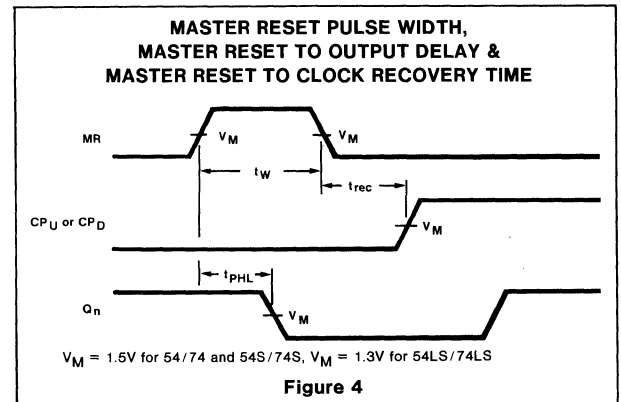 MASTER RESET PULSE WIDTH,
MASTER RESET TO OUTPUT DELAY &
MASTER RESET TO CLOCK RECOVERY TIME
MR
VM
VM
tW
trec
CPU or CPD
VM
tPHL
Qn
VM
VM = 1.5V for 54/74 and 54S/74S, VM = 1.3V for 54LS/74LS
Figure 4